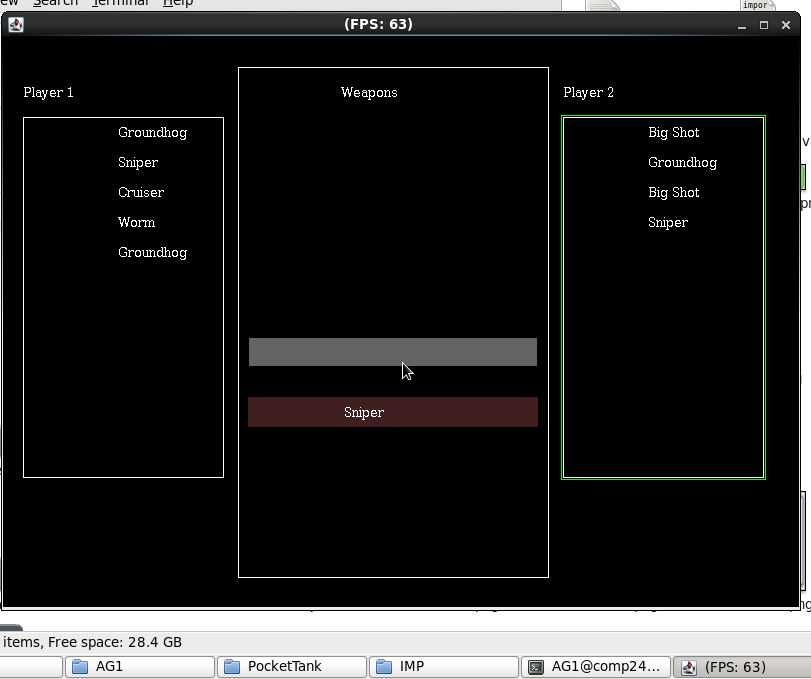 ew Search Terminal Help
impor
(FPS: 63)
Player 1
Groundhog
Sniper
Cruiser
Worm
Groundhog
Weapons
Sniper
Player 2
Big Shot
Groundhog
Big Shot
Sniper
items, Free space: 28.4 GB
AG1
PocketTank
IMP
AG1@comp24...
(FPS: 63)